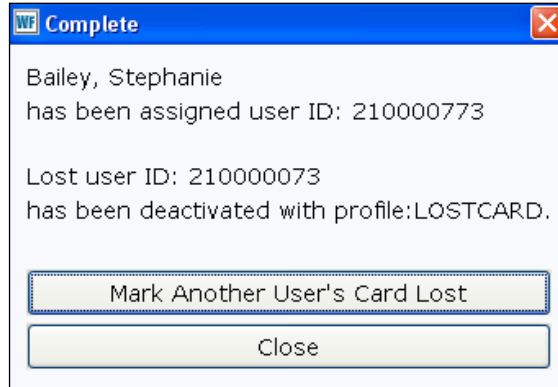 WF Complete
Bailey, Stephanie
has been assigned user ID: 210000773
Lost user ID: 210000073
has been deactivated with profile:LOSTCARD.
Mark Another User's Card Lost
Close